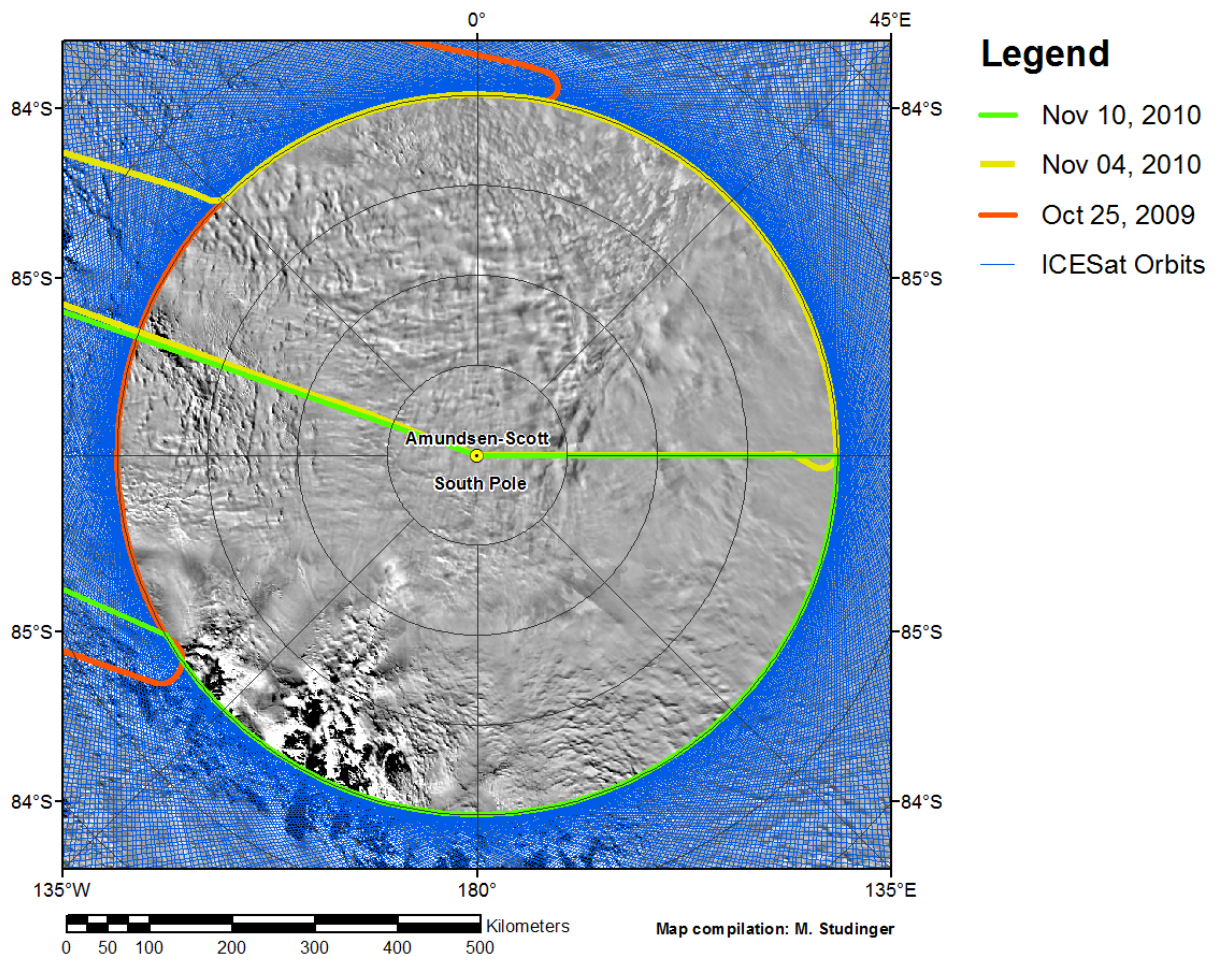 0°
45°E
Legend
84°S
Nov 10, 2010
Nov 04, 2010
Oct 25, 2009
ICESat Orbits
85°S
Amundsen-Scott
South Pole
85°S
85°S
84°S
84°S
135°W
180°
135°E
Kilometers
0 50 100 200 300 400 500
Map compilation: M. Studinger